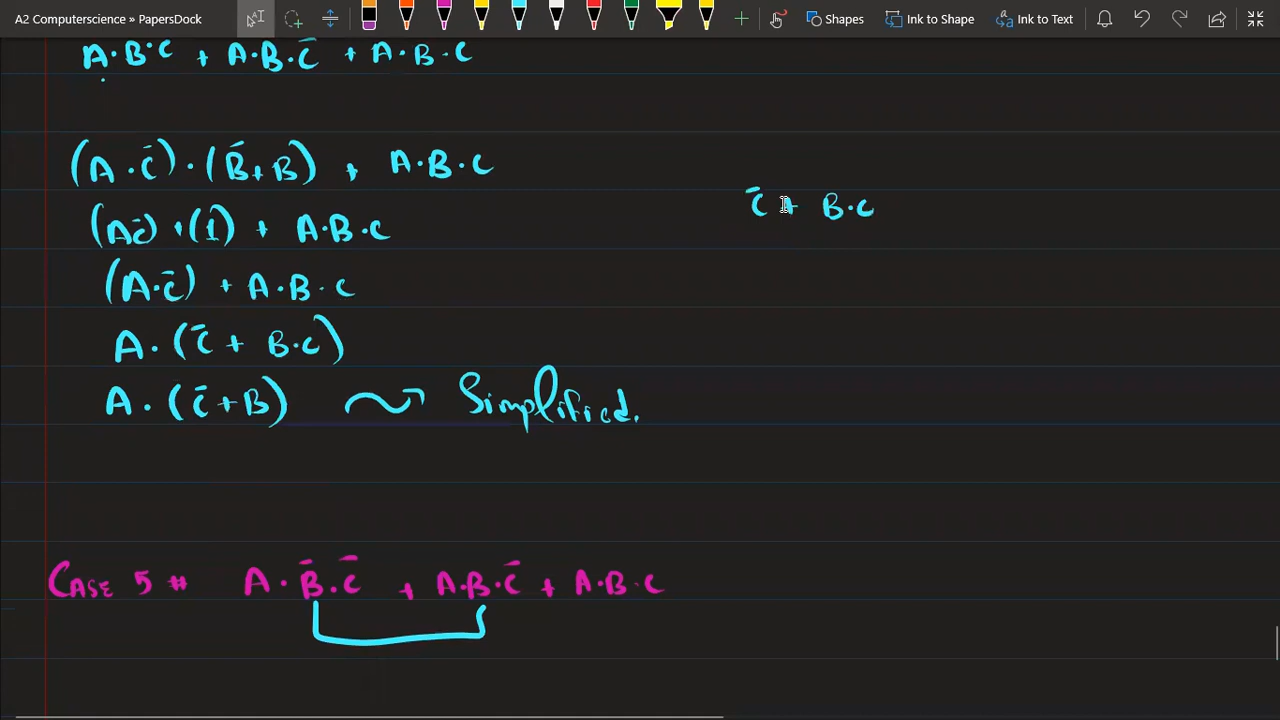 A2 Computerscience » PapersDock
Shapes
Ink to Shape
Ink to Text
A·B·C + A·B·C̄ + A·B·C
(A·C̄)·(B̄+B) + A·B·C
C̄ + B·C
(AC̄)·(1) + A·B·C
(A·C̄) + A·B·C
A·(C̄ + B·C)
A·(C̄+B) Simplified.
CASE 5 # A·B̄·C̄ + A·B·C̄ + A·B·C